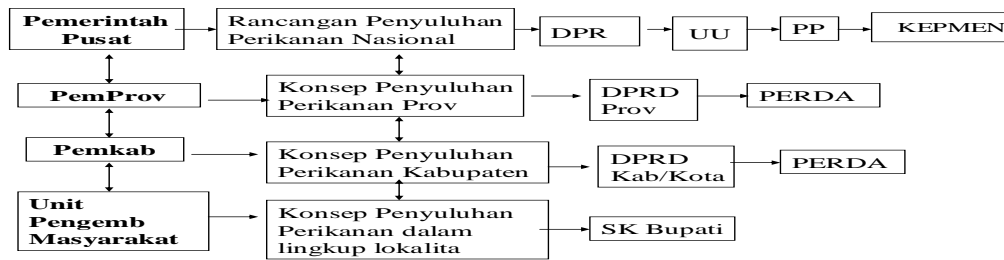 Pemerintah
Pusat
Rancangan Penyuluhan
Perikanan Nasional
DPR
UU
PP
KEPMEN
PemProv
Konsep Penyuluhan
Perikanan Prov
DPRD
Prov
PERDA
Pemkab
Konsep Penyuluhan
Perikanan Kabupaten
DPRD
Kab/Kota
PERDA
Unit
Pengemb
Masyarakat
Konsep Penyuluhan
Perikanan dalam
lingkup lokalita
SK Bupati